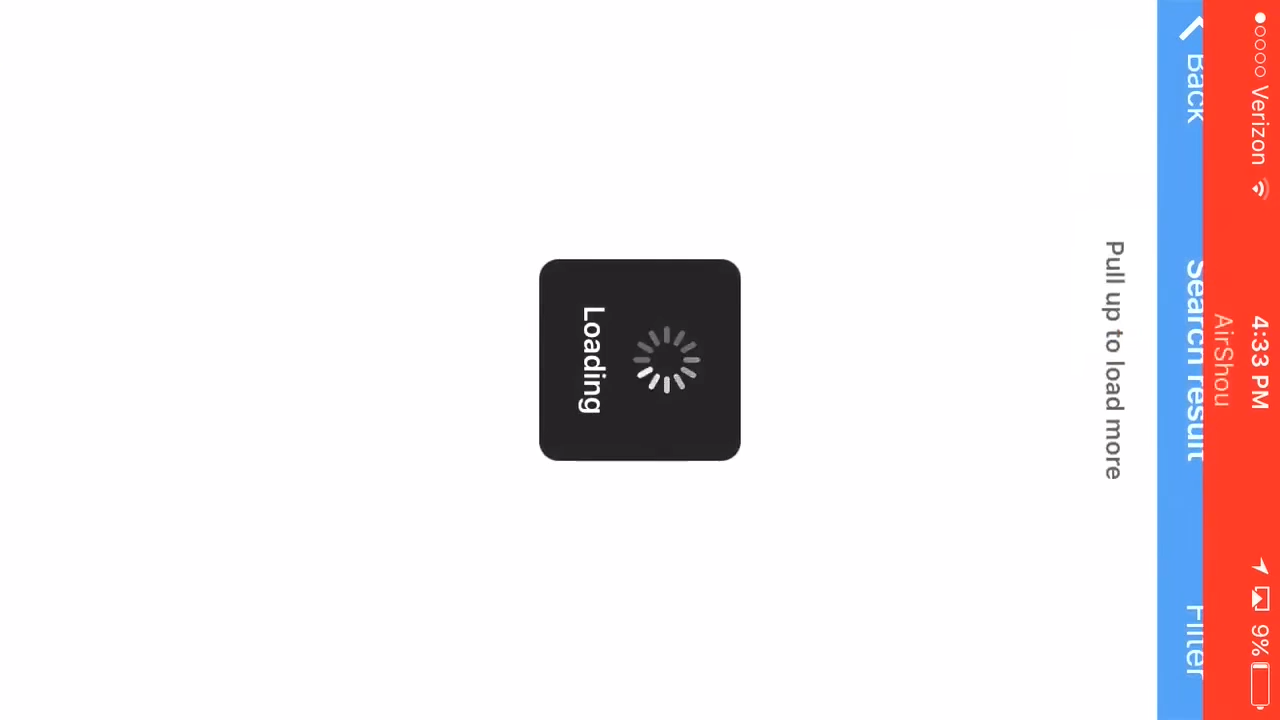 Verizon 4:33 PM 9%
AirShou
Back Search result Filter
Pull up to load more
Loading